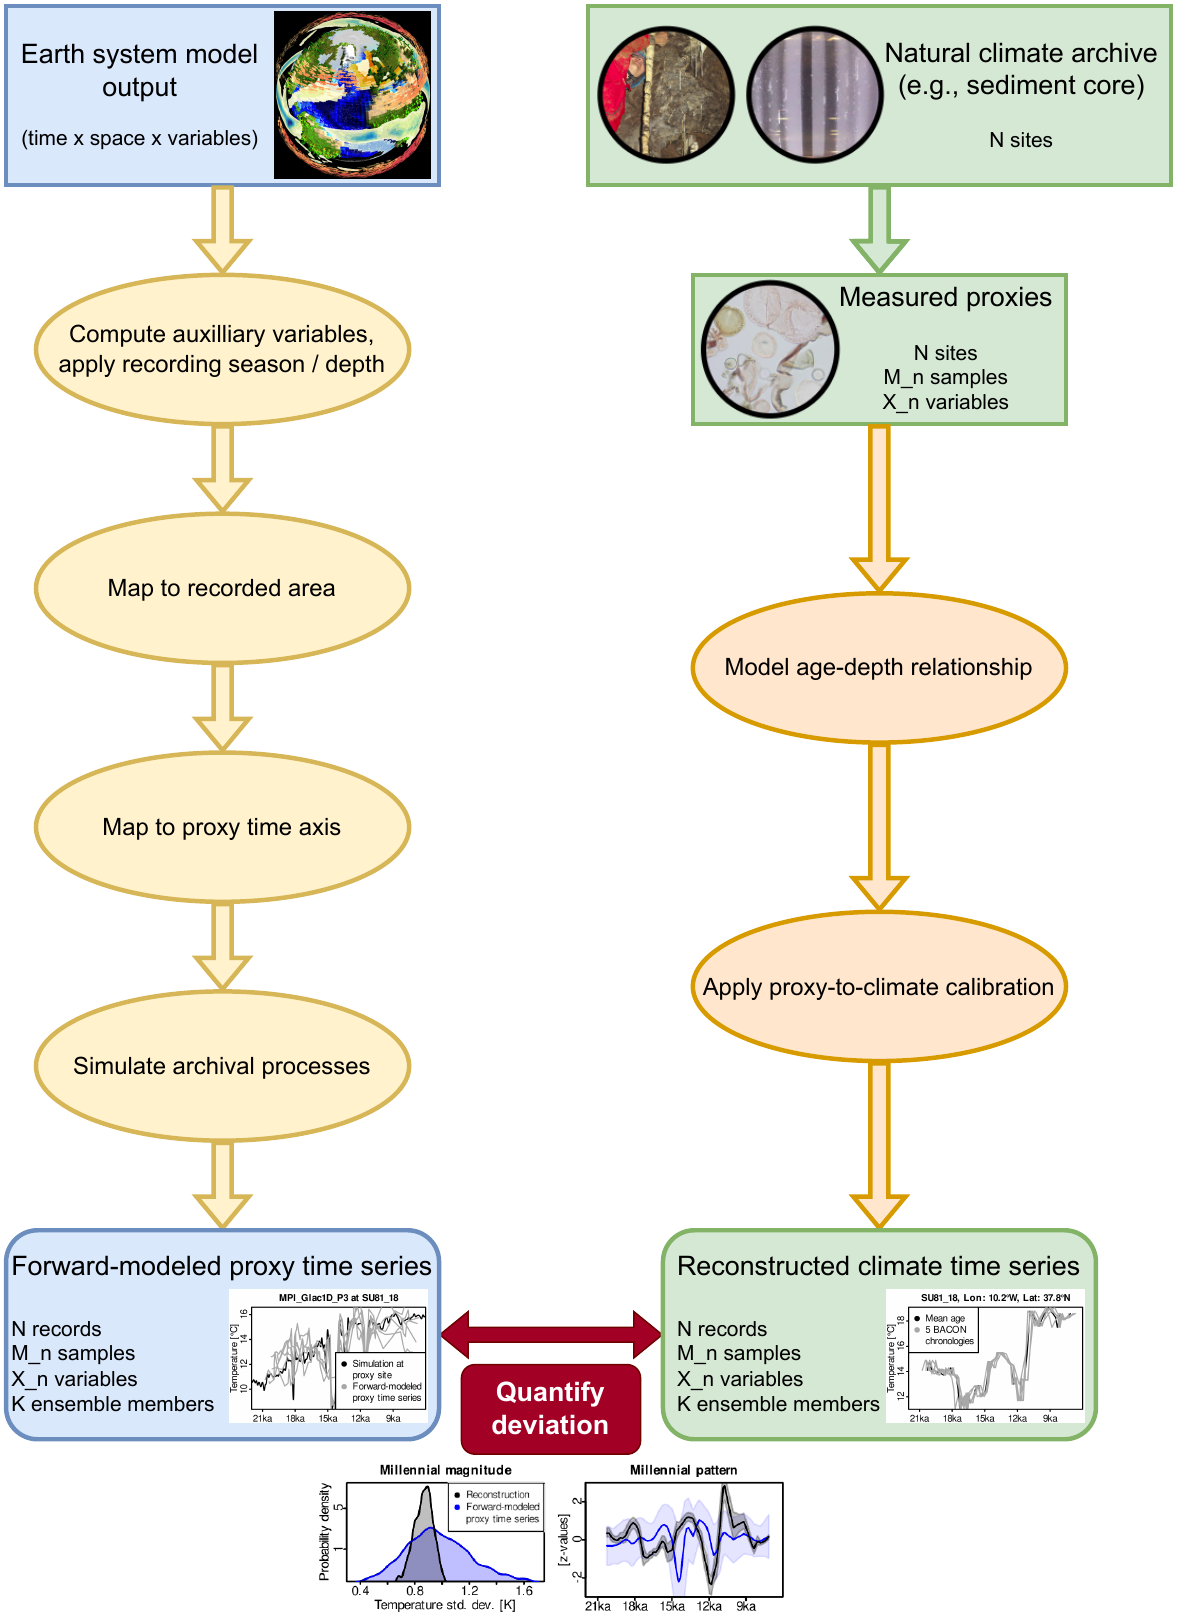 Earth system model
output
(time x space x variables)
Natural climate archive
(e.g., sediment core)
N sites
Compute auxilliary variables,
apply recording season / depth
Measured proxies
N sites
M_n samples
X_n variables
Map to recorded area
Model age-depth relationship
Map to proxy time axis
Apply proxy-to-climate calibration
Simulate archival processes
Forward-modeled proxy time series
N records
M_n samples
X_n variables
K ensemble members
MPI_Glac1D_P3 at SU81_18
Temperature [°C]
16
14
12
10
Simulation at
proxy site
Forward-modeled
proxy time series
21ka 18ka 15ka 12ka 9ka
Quantify
deviation
Reconstructed climate time series
N records
M_n samples
X_n variables
K ensemble members
SU81_18, Lon: 10.2°W, Lat: 37.8°N
Temperature [°C]
18
16
14
12
Mean age
5 BACON
chronologies
21ka 18ka 15ka 12ka 9ka
Millennial magnitude
Probability density
5
1
Reconstruction
Forward-modeled
proxy time series
0.4 0.8 1.2 1.6
Temperature std. dev. [K]
Millennial pattern
[z-values]
2
0
-2
21ka 18ka 15ka 12ka 9ka